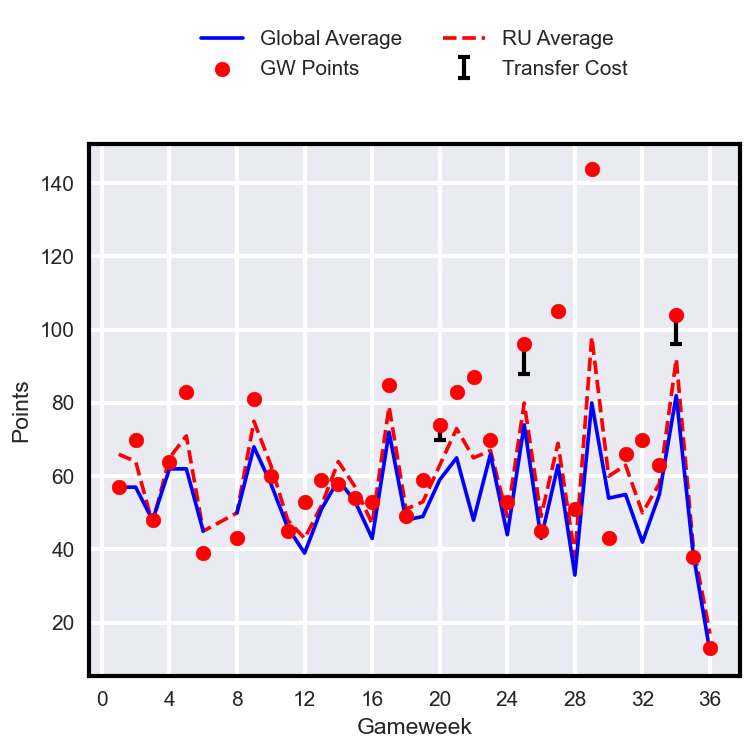 Global Average
RU Average
GW Points
Transfer Cost
140
120
100
80
60
40
20
Points
0 4 8 12 16 20 24 28 32 36
Gameweek